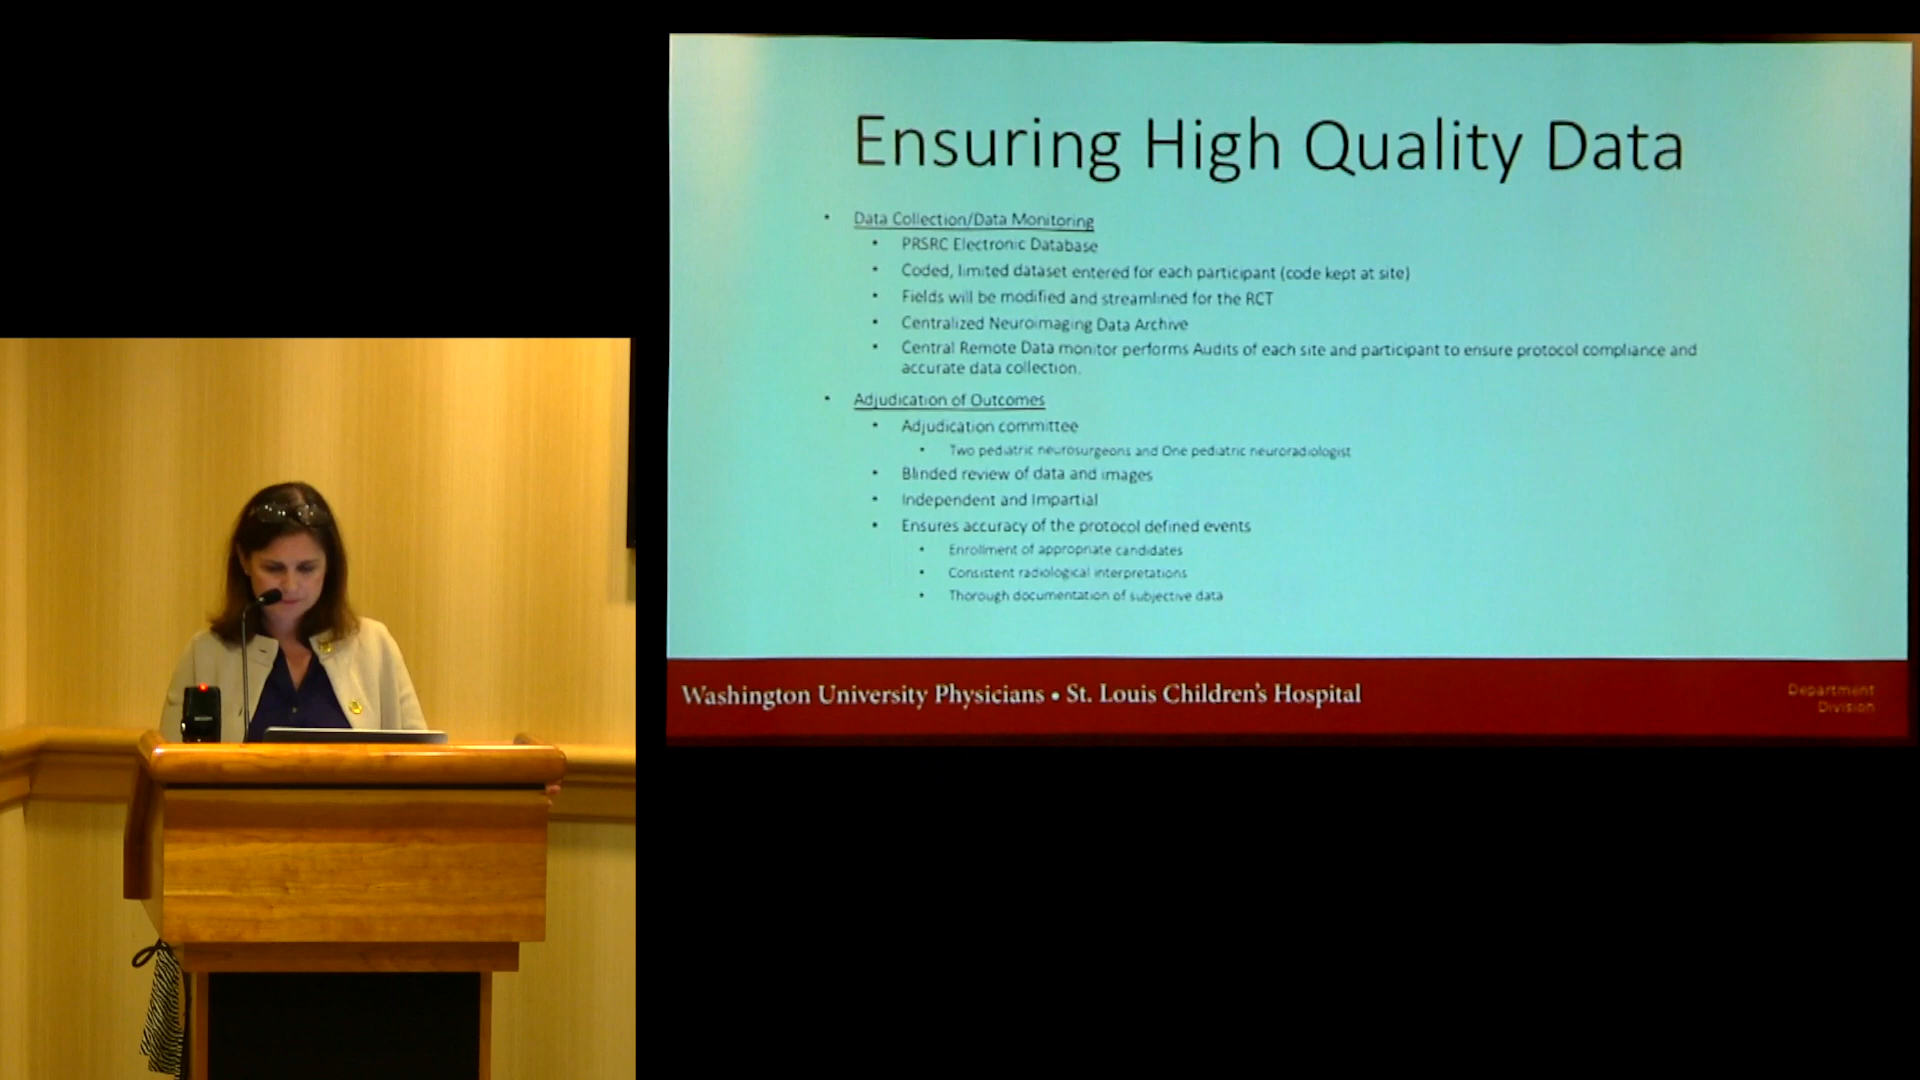 Ensuring High Quality Data
• Data Collection/Data Monitoring
• PRSRC Electronic Database
• Coded, limited dataset entered for each participant (code kept at site)
• Fields will be modified and streamlined for the RCT
• Centralized Neuroimaging Data Archive
• Central Remote Data monitor performs Audits of each site and participant to ensure protocol compliance and
accurate data collection.
• Adjudication of Outcomes
• Adjudication committee
• Two pediatric neurosurgeons and One pediatric neuroradiologist
• Blinded review of data and images
• Independent and Impartial
• Ensures accuracy of the protocol defined events
• Enrollment of appropriate candidates
• Consistent radiological interpretations
• Thorough documentation of subjective data
Washington University Physicians • St. Louis Children's Hospital
Department
Division